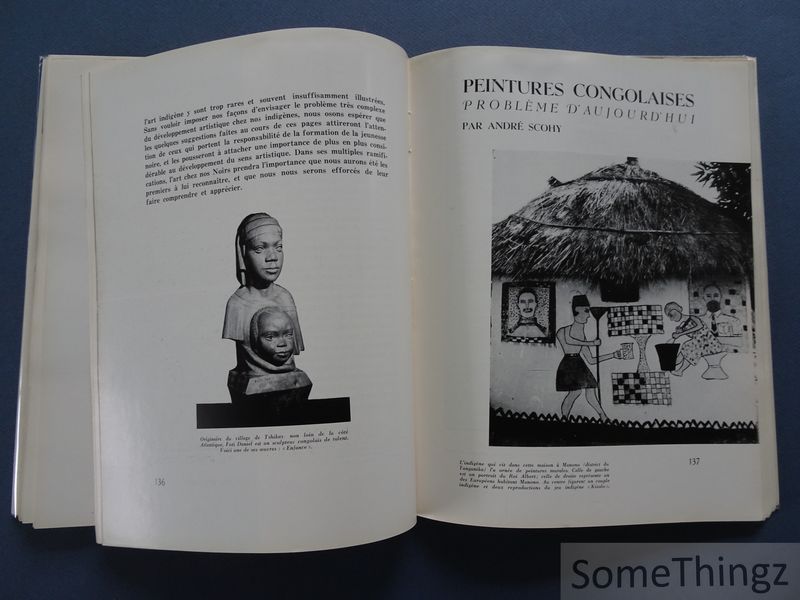 l'art indigène y sont trop rares et souvent insuffisamment illustrées.
Sans vouloir imposer nos façons d'envisager le problème très complexe
du développement artistique chez nos indigènes, nous osons espérer que
les quelques suggestions faites au cours de ces pages attireront l'atten-
tion de ceux qui portent la responsabilité de la formation de la jeunesse
noire, et les pousseront à attacher une importance de plus en plus consi-
dérable au développement du sens artistique. Dans ses multiples ramifi-
cations, l'art chez nos Noirs prendra l'importance que nous aurons été les
premiers à lui reconnaître, et que nous nous serons efforcés de leur
faire comprendre et apprécier.
Originaire du village de Tshikas non loin de la côté
Atlantique, Foti Daniel est un sculpteur congolais de talent.
Voici une de ses œuvres : « Enfance ».
136
PEINTURES CONGOLAISES
PROBLÈME D'AUJOURD'HUI
PAR ANDRÉ SCOHY
L'indigène qui vit dans cette maison à Manono (district du
Tanganika) l'a ornée de peintures murales. Celle de gauche
est un portrait du Roi Albert; celle de droite représente un
des Européens habitant Manono. Au centre figurent un couple
indigène et deux reproductions du jeu indigène «Kisolo».
137
SomeThingz